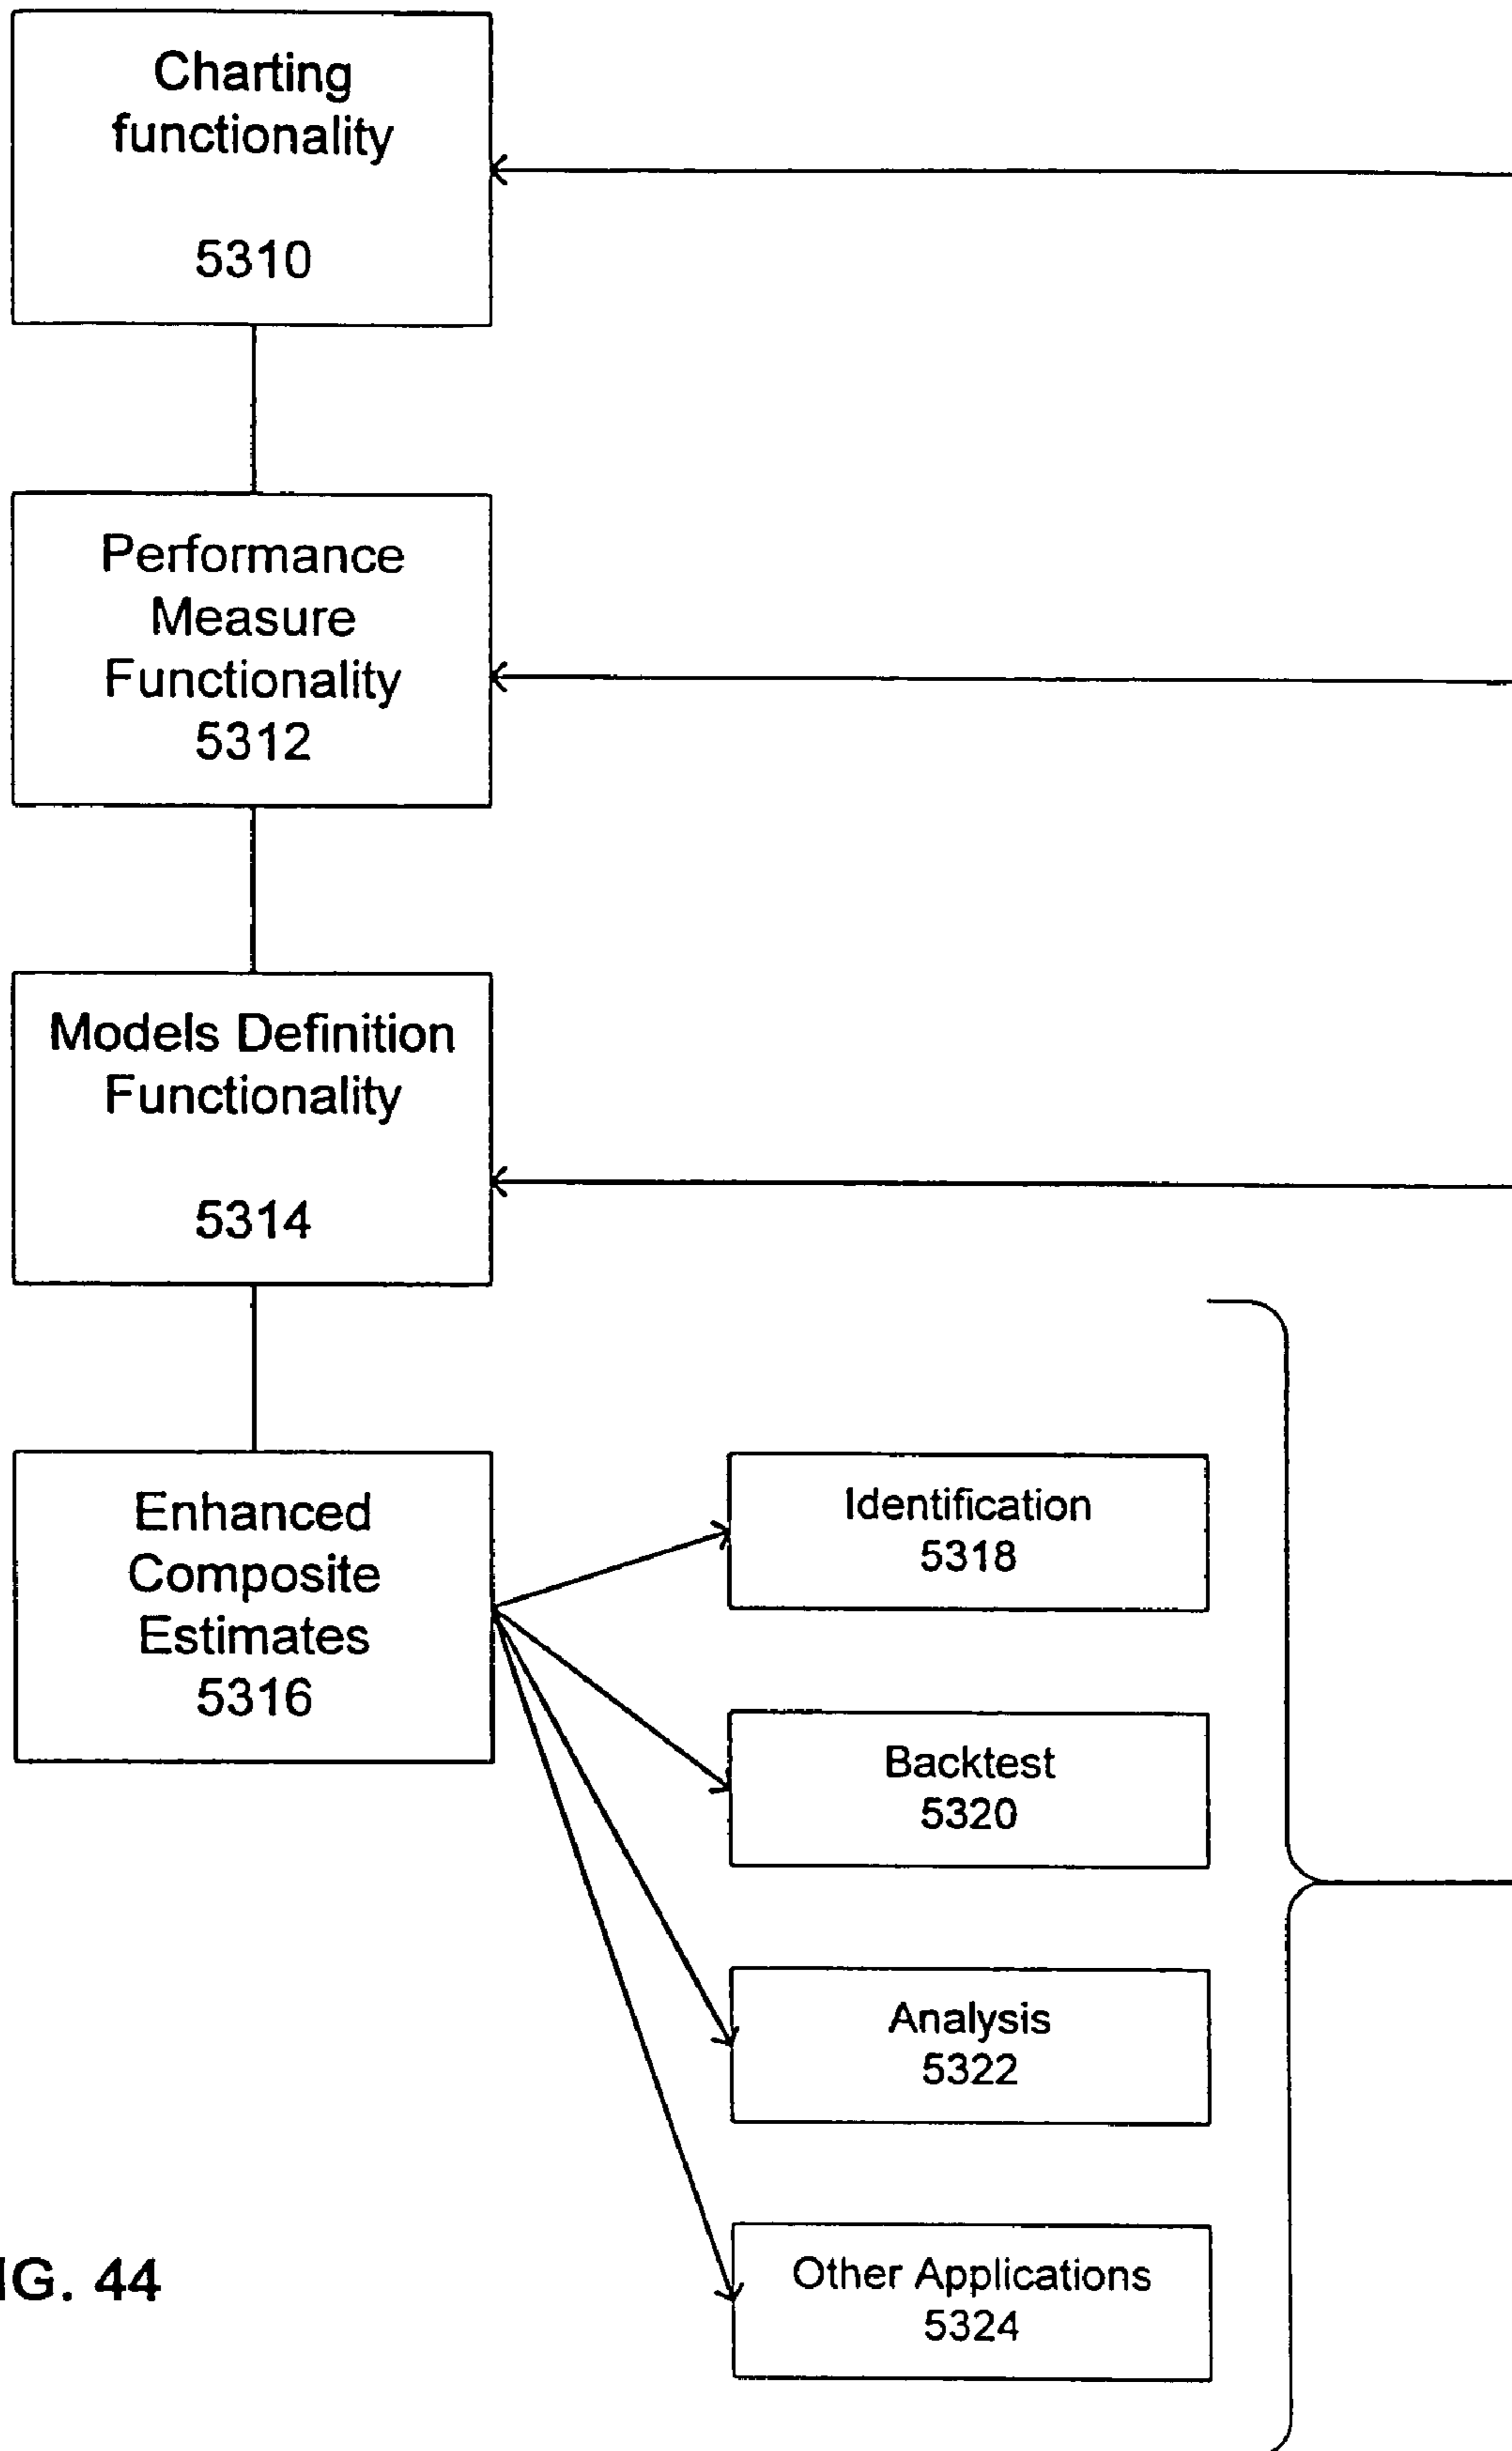 Charting
functionality
5310
Performance
Measure
Functionality
5312
Models Definition
Functionality
5314
Enhanced
Composite
Estimates
5316
Identification
5318
Backtest
5320
Analysis
5322
Other Applications
5324
IG. 44